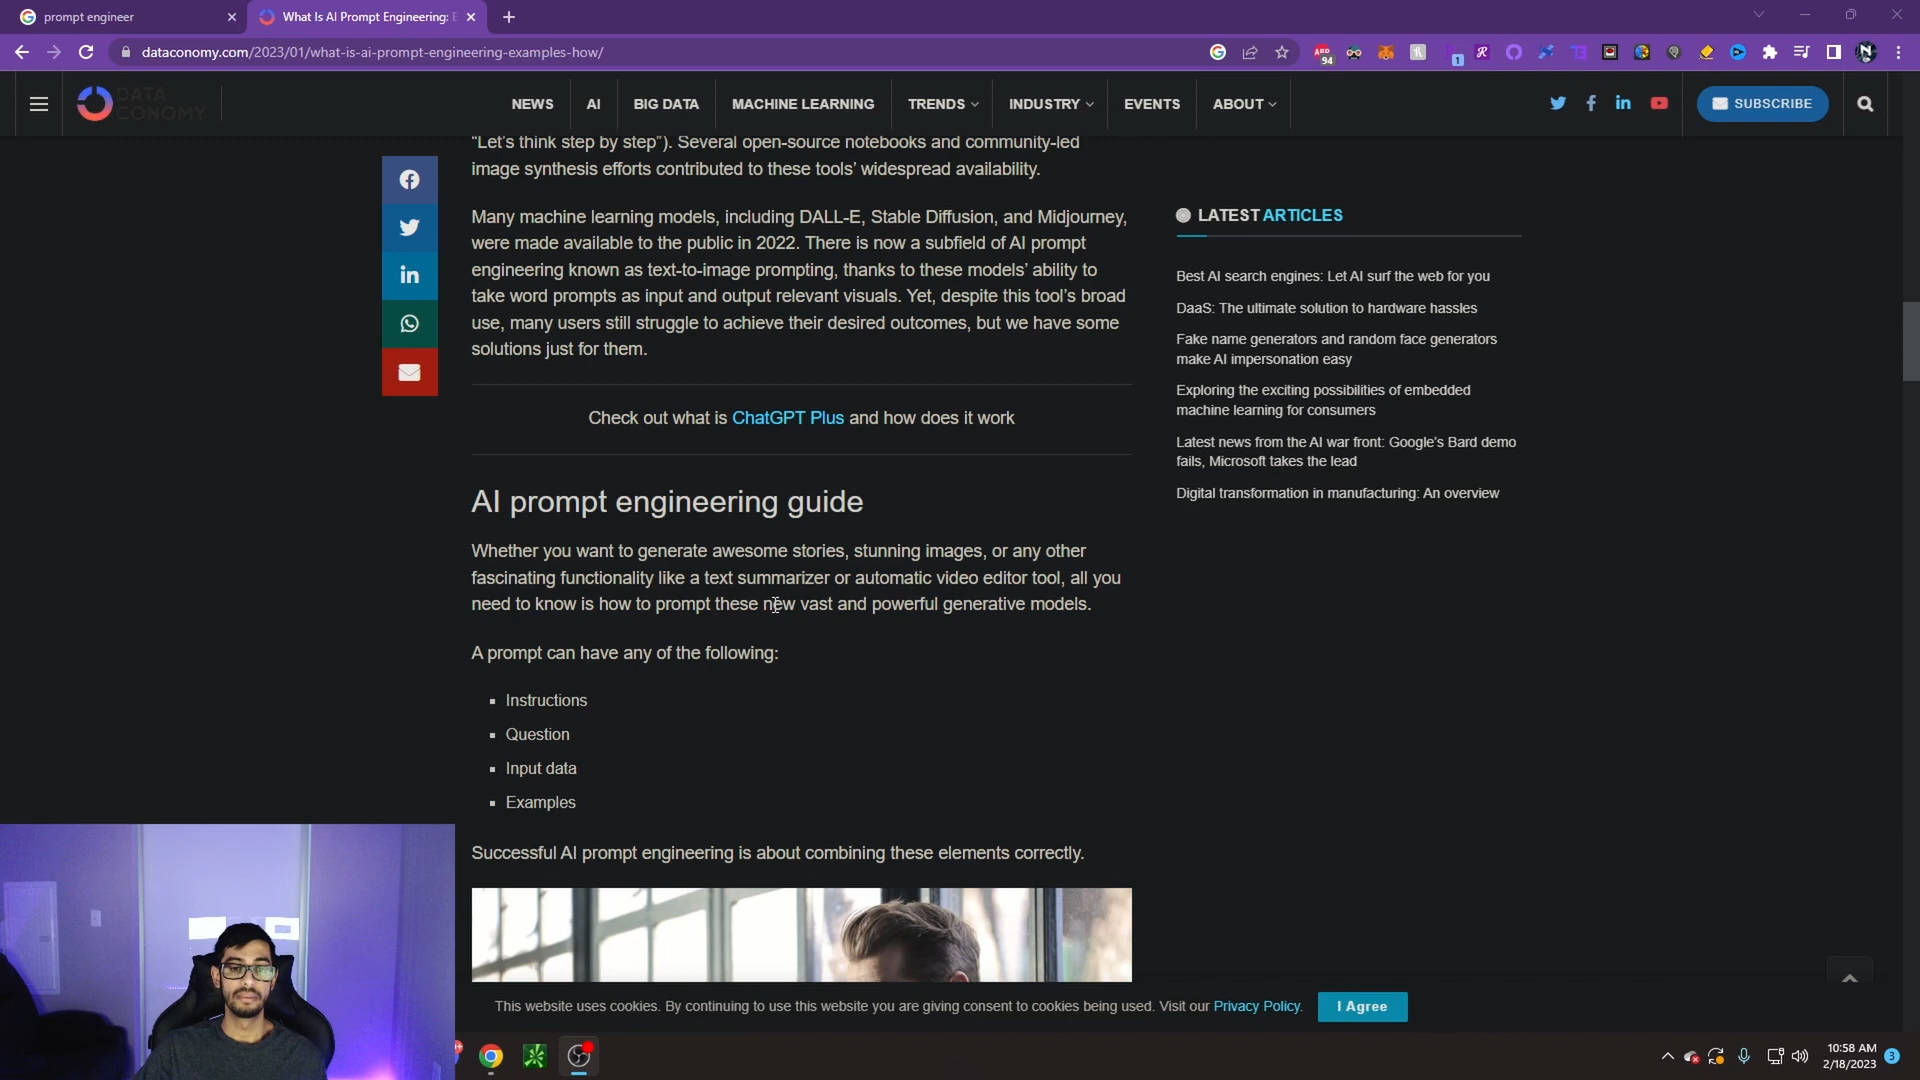 prompt engineer
What Is AI Prompt Engineering: E
dataconomy.com/2023/01/what-is-ai-prompt-engineering-examples-how/
94
1
DATA
CONOMY
NEWS
AI
BIG DATA
MACHINE LEARNING
TRENDS
INDUSTRY
EVENTS
ABOUT
SUBSCRIBE
“Let’s think step by step”). Several open-source notebooks and community-led
image synthesis efforts contributed to these tools’ widespread availability.
Many machine learning models, including DALL-E, Stable Diffusion, and Midjourney,
were made available to the public in 2022. There is now a subfield of AI prompt
engineering known as text-to-image prompting, thanks to these models’ ability to
take word prompts as input and output relevant visuals. Yet, despite this tool’s broad
use, many users still struggle to achieve their desired outcomes, but we have some
solutions just for them.
Check out what is ChatGPT Plus and how does it work
AI prompt engineering guide
Whether you want to generate awesome stories, stunning images, or any other
fascinating functionality like a text summarizer or automatic video editor tool, all you
need to know is how to prompt these new vast and powerful generative models.
A prompt can have any of the following:
Instructions
Question
Input data
Examples
Successful AI prompt engineering is about combining these elements correctly.
LATEST ARTICLES
Best AI search engines: Let AI surf the web for you
DaaS: The ultimate solution to hardware hassles
Fake name generators and random face generators
make AI impersonation easy
Exploring the exciting possibilities of embedded
machine learning for consumers
Latest news from the AI war front: Google’s Bard demo
fails, Microsoft takes the lead
Digital transformation in manufacturing: An overview
This website uses cookies. By continuing to use this website you are giving consent to cookies being used. Visit our Privacy Policy.
I Agree
10:58 AM
2/18/2023
3